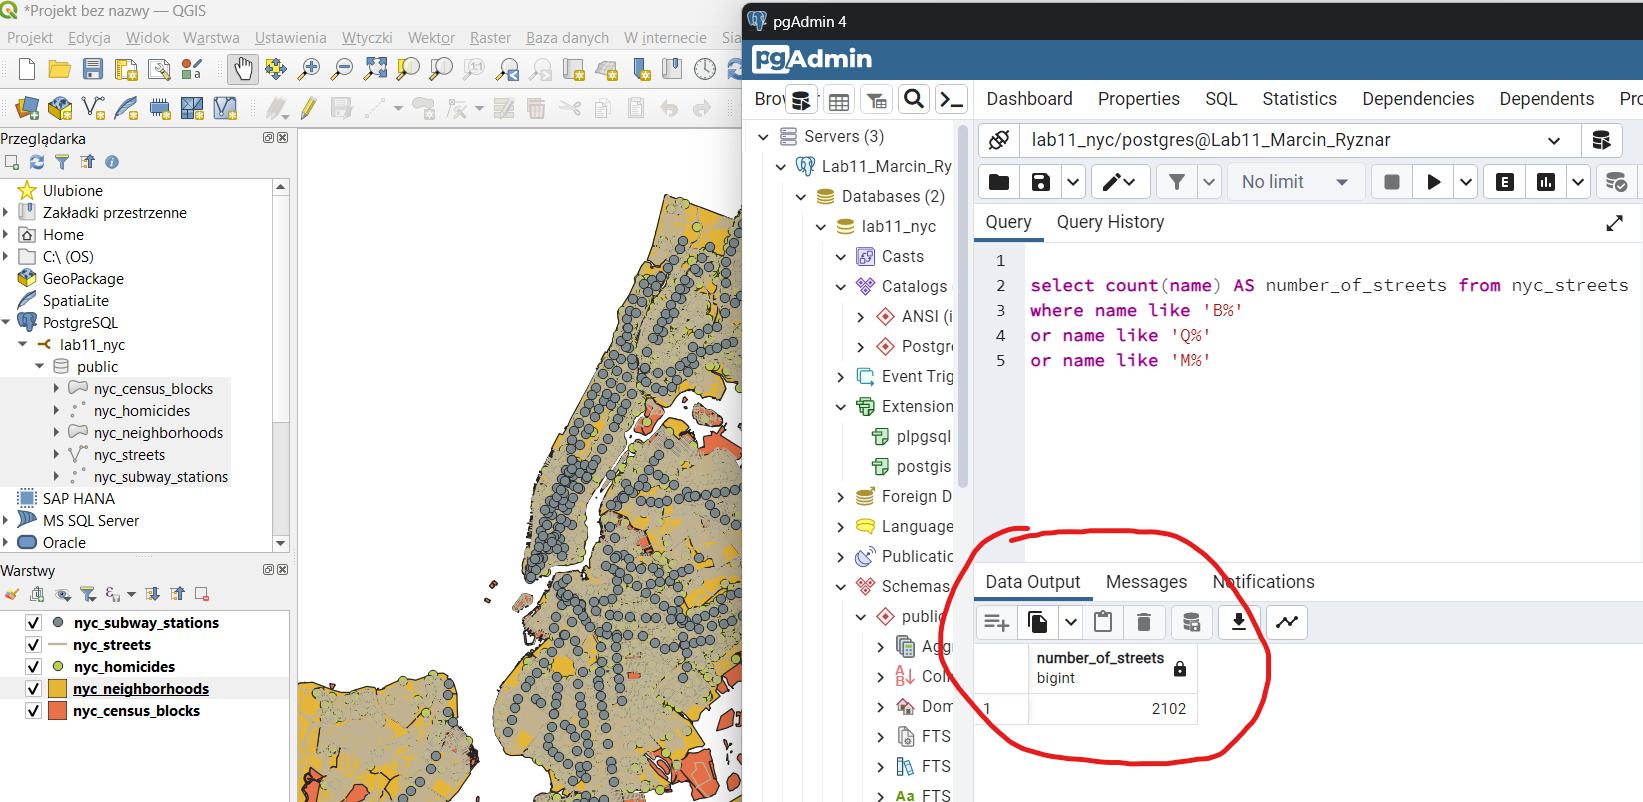 *Projekt bez nazwy — QGIS
Projekt Edycja Widok Warstwa Ustawienia Wtyczki Wektor Raster Baza danych W internecie Sia
Przeglądarka
Ulubione
Zakładki przestrzenne
Home
C:\ (OS)
GeoPackage
SpatiaLite
PostgreSQL
lab11_nyc
public
nyc_census_blocks
nyc_homicides
nyc_neighborhoods
nyc_streets
nyc_subway_stations
SAP HANA
MS SQL Server
Oracle
Warstwy
nyc_subway_stations
nyc_streets
nyc_homicides
nyc_neighborhoods
nyc_census_blocks
pgAdmin 4
pgAdmin
Brow
Dashboard Properties SQL Statistics Dependencies Dependents Pro
Servers (3)
Lab11_Marcin_Ry
Databases (2)
lab11_nyc
Casts
Catalogs
ANSI (i
Postgre
Event Trig
Extension
plpgsql
postgis
Foreign D
Language
Publicatio
Schemas
public
Agg
Coll
Dom
FTS
FTS
Aa FTS
lab11_nyc/postgres@Lab11_Marcin_Ryznar
No limit
E
Query Query History
1
2 select count(name) AS number_of_streets from nyc_streets
3 where name like 'B%'
4 or name like 'Q%'
5 or name like 'M%'
Data Output Messages Notifications
number_of_streets
bigint
1 2102